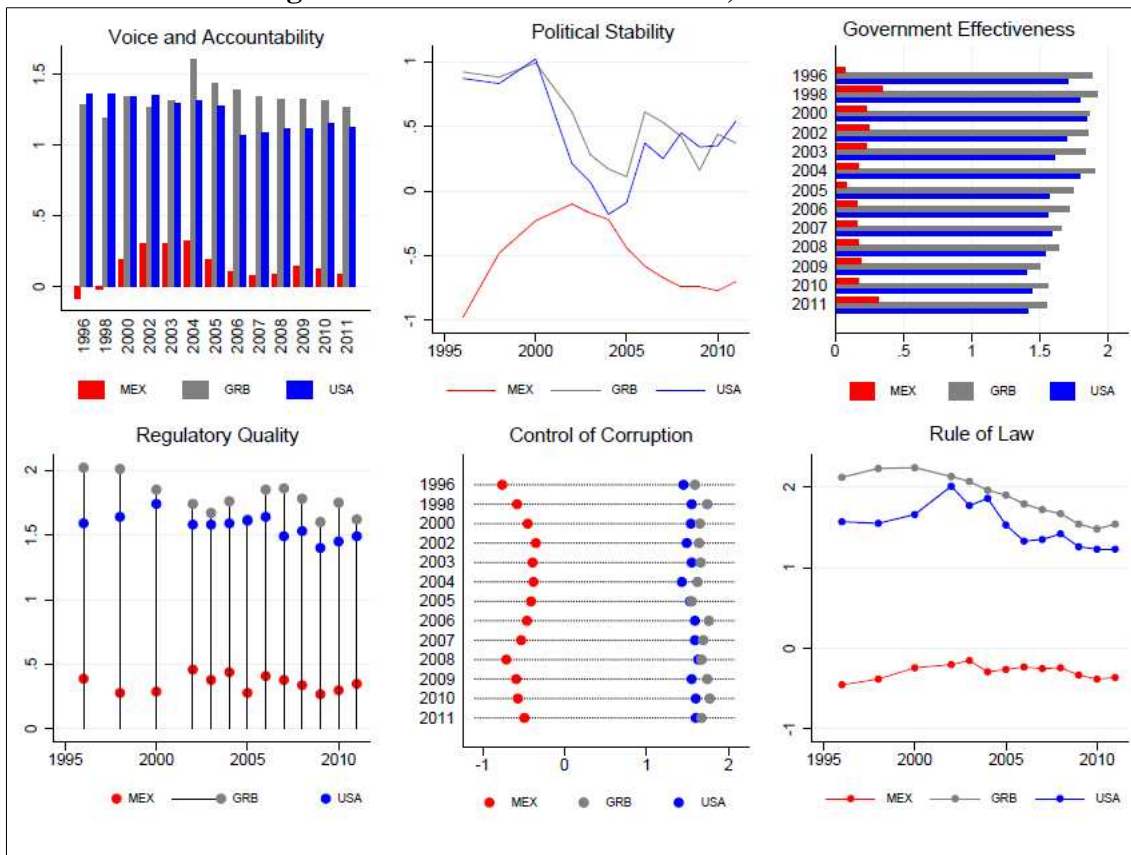 Voice and Accountability
1.5
1
.5
0
1996 1998 2000 2002 2003 2004 2005 2006 2007 2008 2009 2010 2011
MEX GRB USA
Political Stability
1
.5
0
-.5
-1
1995 2000 2005 2010
MEX GRB USA
Government Effectiveness
1996
1998
2000
2002
2003
2004
2005
2006
2007
2008
2009
2010
2011
0 .5 1 1.5 2
MEX GRB USA
Regulatory Quality
2
1.5
1
.5
0
1995 2000 2005 2010
MEX GRB USA
Control of Corruption
1996
1998
2000
2002
2003
2004
2005
2006
2007
2008
2009
2010
2011
-1 0 1 2
MEX GRB USA
Rule of Law
2
1
0
-1
1995 2000 2005 2010
MEX GRB USA